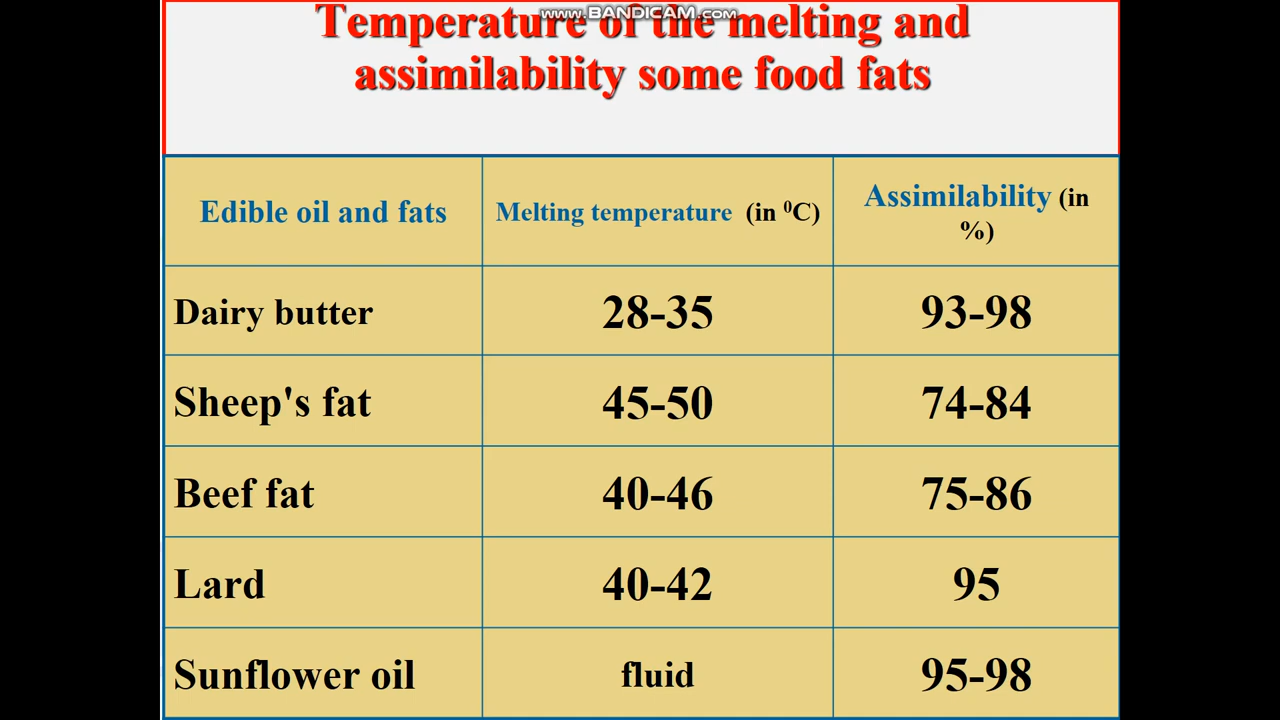 www.BANDICAM.com
Temperature of the melting and
assimilability some food fats
Edible oil and fats
Melting temperature (in ⁰C)
Assimilability (in
%)
Dairy butter
28-35
93-98
Sheep's fat
45-50
74-84
Beef fat
40-46
75-86
Lard
40-42
95
Sunflower oil
fluid
95-98